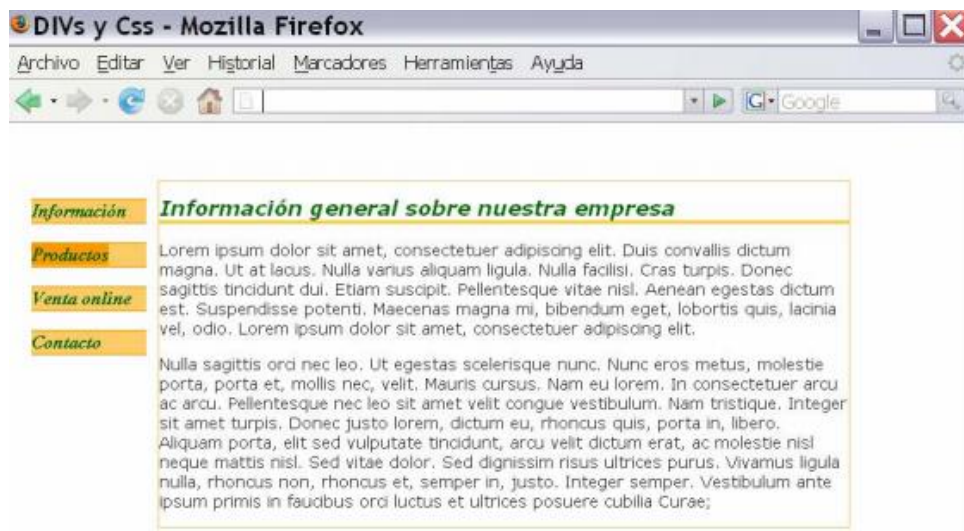 DIVs y Css - Mozilla Firefox
Archivo Editar Ver Historial Marcadores Herramientas Ayuda
G Google
Información
Productos
Venta online
Contacto
Información general sobre nuestra empresa
Lorem ipsum dolor sit amet, consectetuer adipiscing elit. Duis convallis dictum
magna. Ut at lacus. Nulla varius aliquam ligula. Nulla facilisi. Cras turpis. Donec
sagittis tincidunt dui. Etiam suscipit. Pellentesque vitae nisl. Aenean egestas dictum
est. Suspendisse potenti. Maecenas magna mi, bibendum eget, lobortis quis, lacinia
vel, odio. Lorem ipsum dolor sit amet, consectetuer adipiscing elit.
Nulla sagittis orci nec leo. Ut egestas scelerisque nunc. Nunc eros metus, molestie
porta, porta et, mollis nec, velit. Mauris cursus. Nam eu lorem. In consectetuer arcu
ac arcu. Pellentesque nec leo sit amet velit congue vestibulum. Nam tristique. Integer
sit amet turpis. Donec justo lorem, dictum eu, rhoncus quis, porta in, libero.
Aliquam porta, elit sed vulputate tincidunt, arcu velit dictum erat, ac molestie nisl
neque mattis nisl. Sed vitae dolor. Sed dignissim risus ultrices purus. Vivamus ligula
nulla, rhoncus non, rhoncus et, semper in, justo. Integer semper. Vestibulum ante
ipsum primis in faucibus orci luctus et ultrices posuere cubilia Curae;